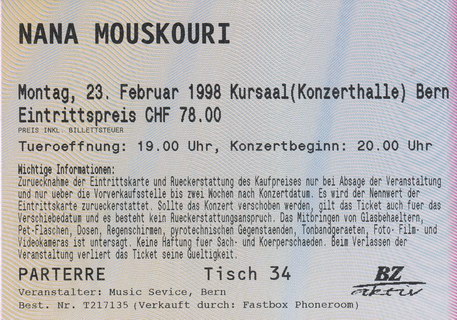 NANA MOUSKOURI
Montag, 23. Februar 1998 Kursaal(Konzerthalle) Bern
Eintrittspreis CHF 78.00
PREIS INKL. BILLETTSTEUER
Tueroeffnung: 19.00 Uhr, Konzertbeginn: 20.00 Uhr
Wichtige Informationen:
Zuruecknahme der Eintrittskarte und Rueckerstattung des Kaufpreises nur bei Absage der Veranstaltung
und nur ueber die Vorverkaufsstelle bis zwei Wochen nach Konzertdatum. Es wird der Nennwert der
Eintrittskarte zurueckerstattet. Sollte das Konzert verschoben werden, gilt das Ticket auch fuer das
Verschiebedatum und es besteht kein Rueckerstattungsanspruch. Das Mitbringen von Glasbehaeltern,
Pet-Flaschen, Dosen, Regenschirmen, pyrotechnischen Gegenstaenden, Tonbandgeraeten, Foto- Film- und
Videokameras ist untersagt. Keine Haftung fuer Sach- und Koerperschaeden. Beim Verlassen der
Veranstaltung verliert das Ticket seine Gueltigkeit.
PARTERRE Tisch 34 BZ
aktiv
Veranstalter: Music Sevice, Bern
Best. Nr. T217135 (Verkauft durch: Fastbox Phoneroom)